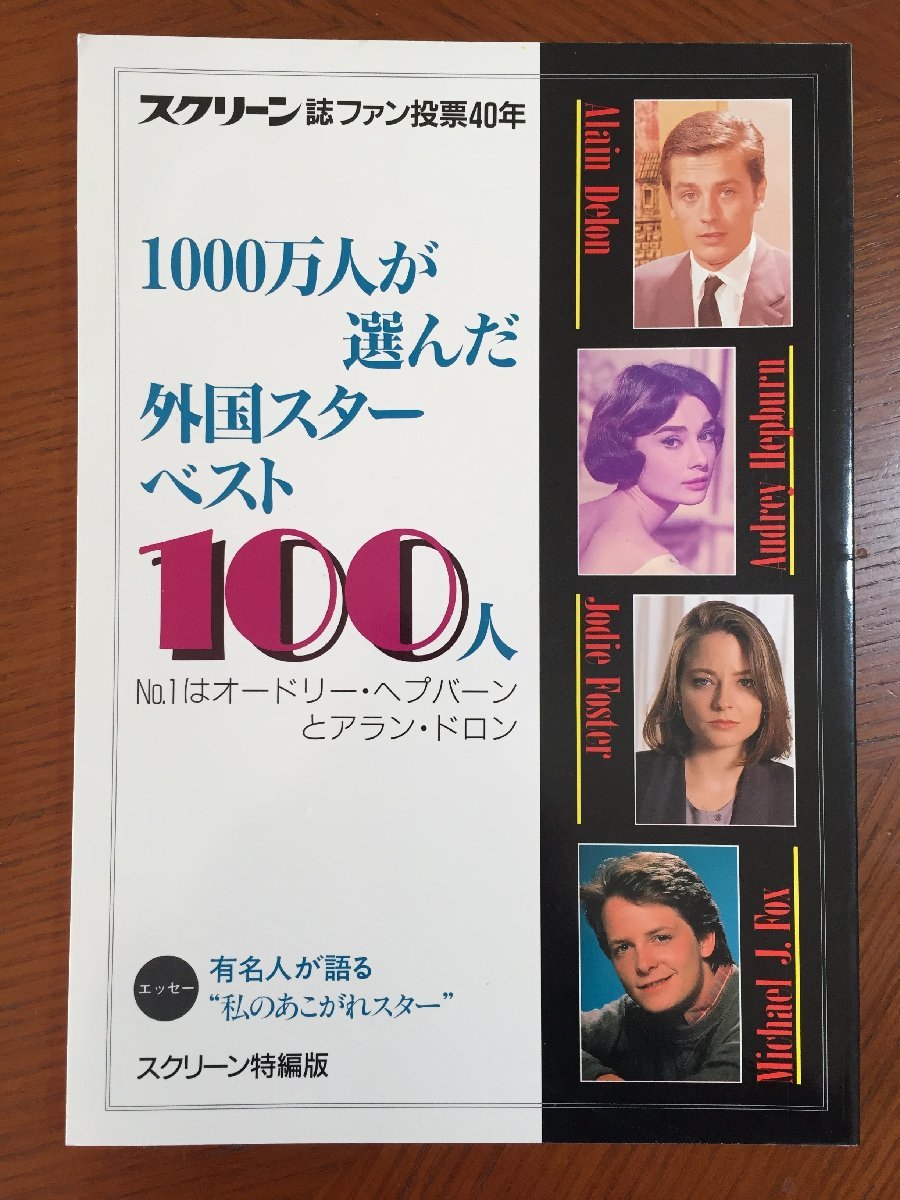 スクリーン誌ファン投票40年
1000万人が
選んだ
外国スター
ベスト
100人
No.1はオードリー・ヘプバーン
とアラン・ドロン
エッセー
有名人が語る
“私のあこがれスター”
スクリーン特編版
Alain Delon
Audrey Hepburn
Jodie Foster
Michael J. Fox